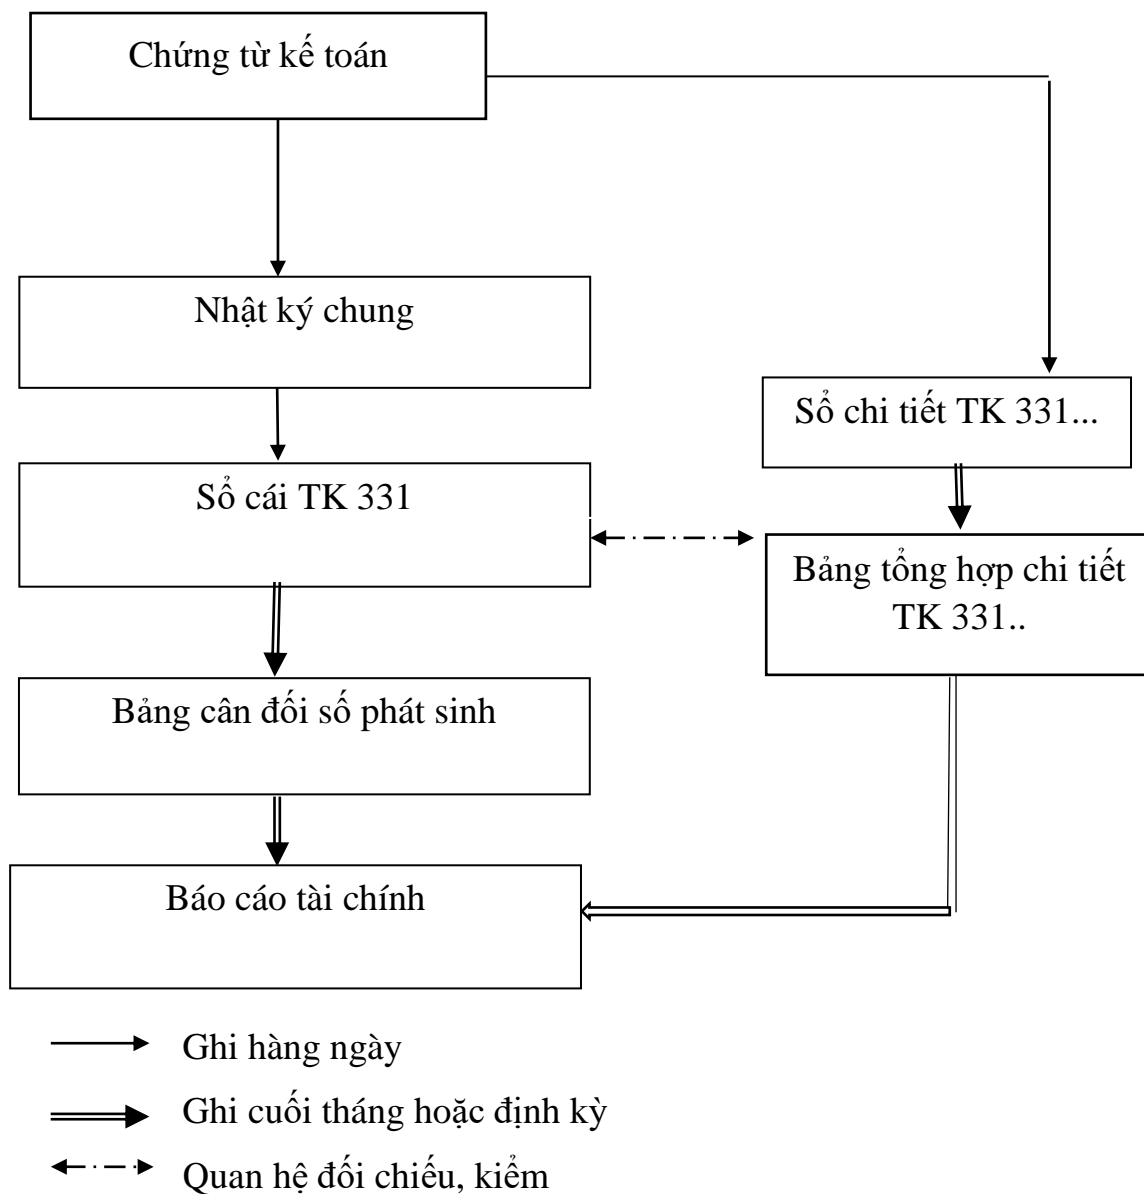 Chứng từ kế toán
Nhật ký chung
Sổ chi tiết TK 331...
Sổ cái TK 331
Bảng tổng hợp chi tiết
TK 331..
Bảng cân đối số phát sinh
Báo cáo tài chính
Ghi hàng ngày
Ghi cuối tháng hoặc định kỳ
Quan hệ đối chiếu, kiểm